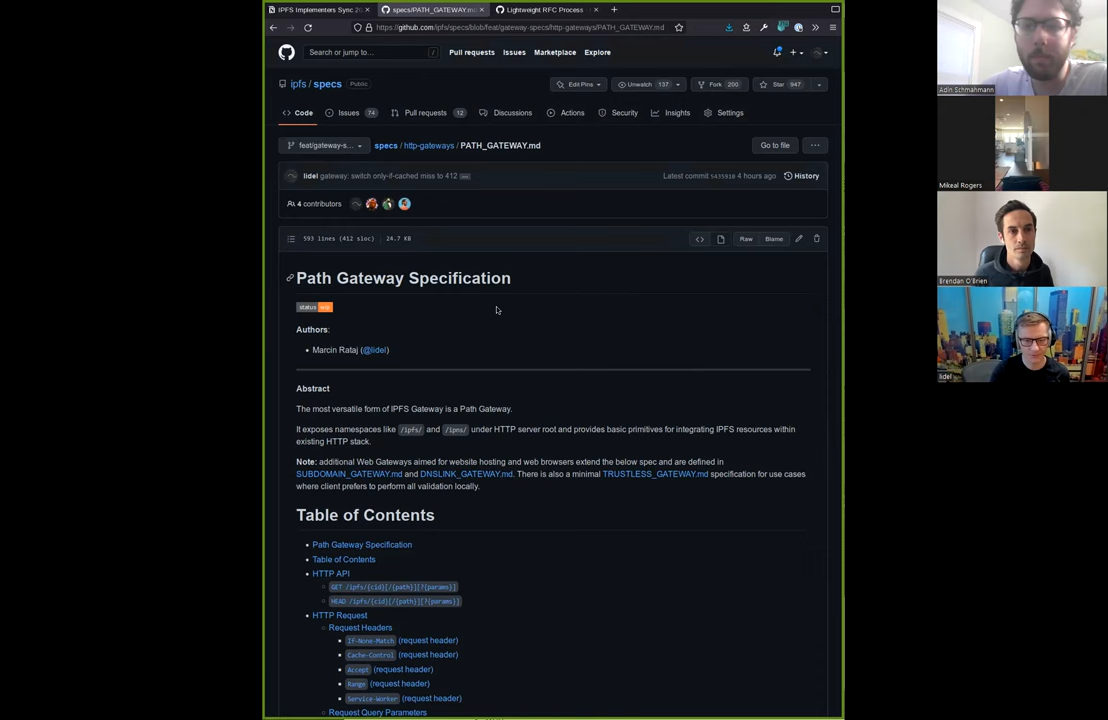 IPFS Implementers Sync 20
specs/PATH_GATEWAY.md
Lightweight RFC Process
https://github.com/ipfs/specs/blob/feat/gateway-specs/http-gateways/PATH_GATEWAY.md
Search or jump to...
/
Pull requests
Issues
Marketplace
Explore
ipfs / specs
Public
Edit Pins
Unwatch 137
Fork 200
Star 947
Code
Issues 74
Pull requests 12
Discussions
Actions
Security
Insights
Settings
feat/gateway-s...
specs / http-gateways / PATH_GATEWAY.md
Go to file
...
lidel gateway: switch only-if-cached miss to 412
Latest commit 5435910 4 hours ago
History
4 contributors
593 lines (412 sloc) 24.7 KB
Raw
Blame
Path Gateway Specification
status wip
Authors:
• Marcin Rataj (@lidel)
Abstract
The most versatile form of IPFS Gateway is a Path Gateway.
It exposes namespaces like /ipfs/ and /ipns/ under HTTP server root and provides basic primitives for integrating IPFS resources within
existing HTTP stack.
Note: additional Web Gateways aimed for website hosting and web browsers extend the below spec and are defined in
SUBDOMAIN_GATEWAY.md and DNSLINK_GATEWAY.md. There is also a minimal TRUSTLESS_GATEWAY.md specification for use cases
where client prefers to perform all validation locally.
Table of Contents
• Path Gateway Specification
• Table of Contents
• HTTP API
GET /ipfs/{cid}[/{path}][?{params}]
HEAD /ipfs/{cid}[/{path}][?{params}]
• HTTP Request
Request Headers
If-None-Match (request header)
Cache-Control (request header)
Accept (request header)
Range (request header)
Service-Worker (request header)
Request Query Parameters
Adin Schmahmann
Mikeal Rogers
Brendan O'Brien
lidel